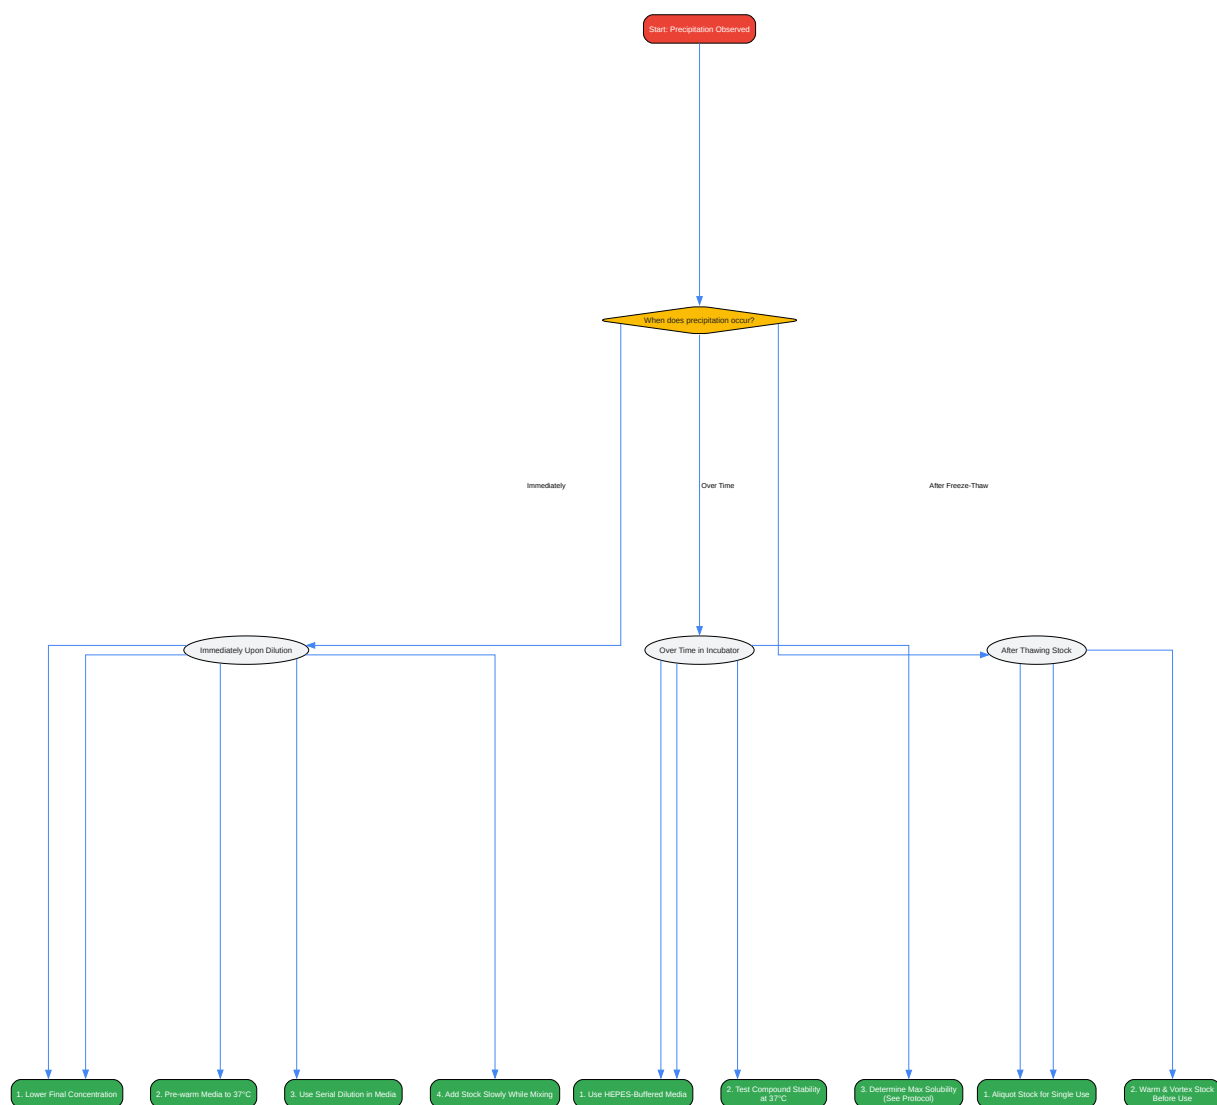 Start: Precipitation Observed
When does precipitation occur?
Immediately
Over Time
After Freeze-Thaw
Immediately Upon Dilution
Over Time in Incubator
After Thawing Stock
1. Lower Final Concentration
2. Pre-warm Media to 37°C
3. Use Serial Dilution in Media
4. Add Stock Slowly While Mixing
1. Use HEPES-Buffered Media
2. Test Compound Stability
at 37°C
3. Determine Max Solubility
(See Protocol)
1. Aliquot Stock for Single Use
2. Warm & Vortex Stock
Before Use